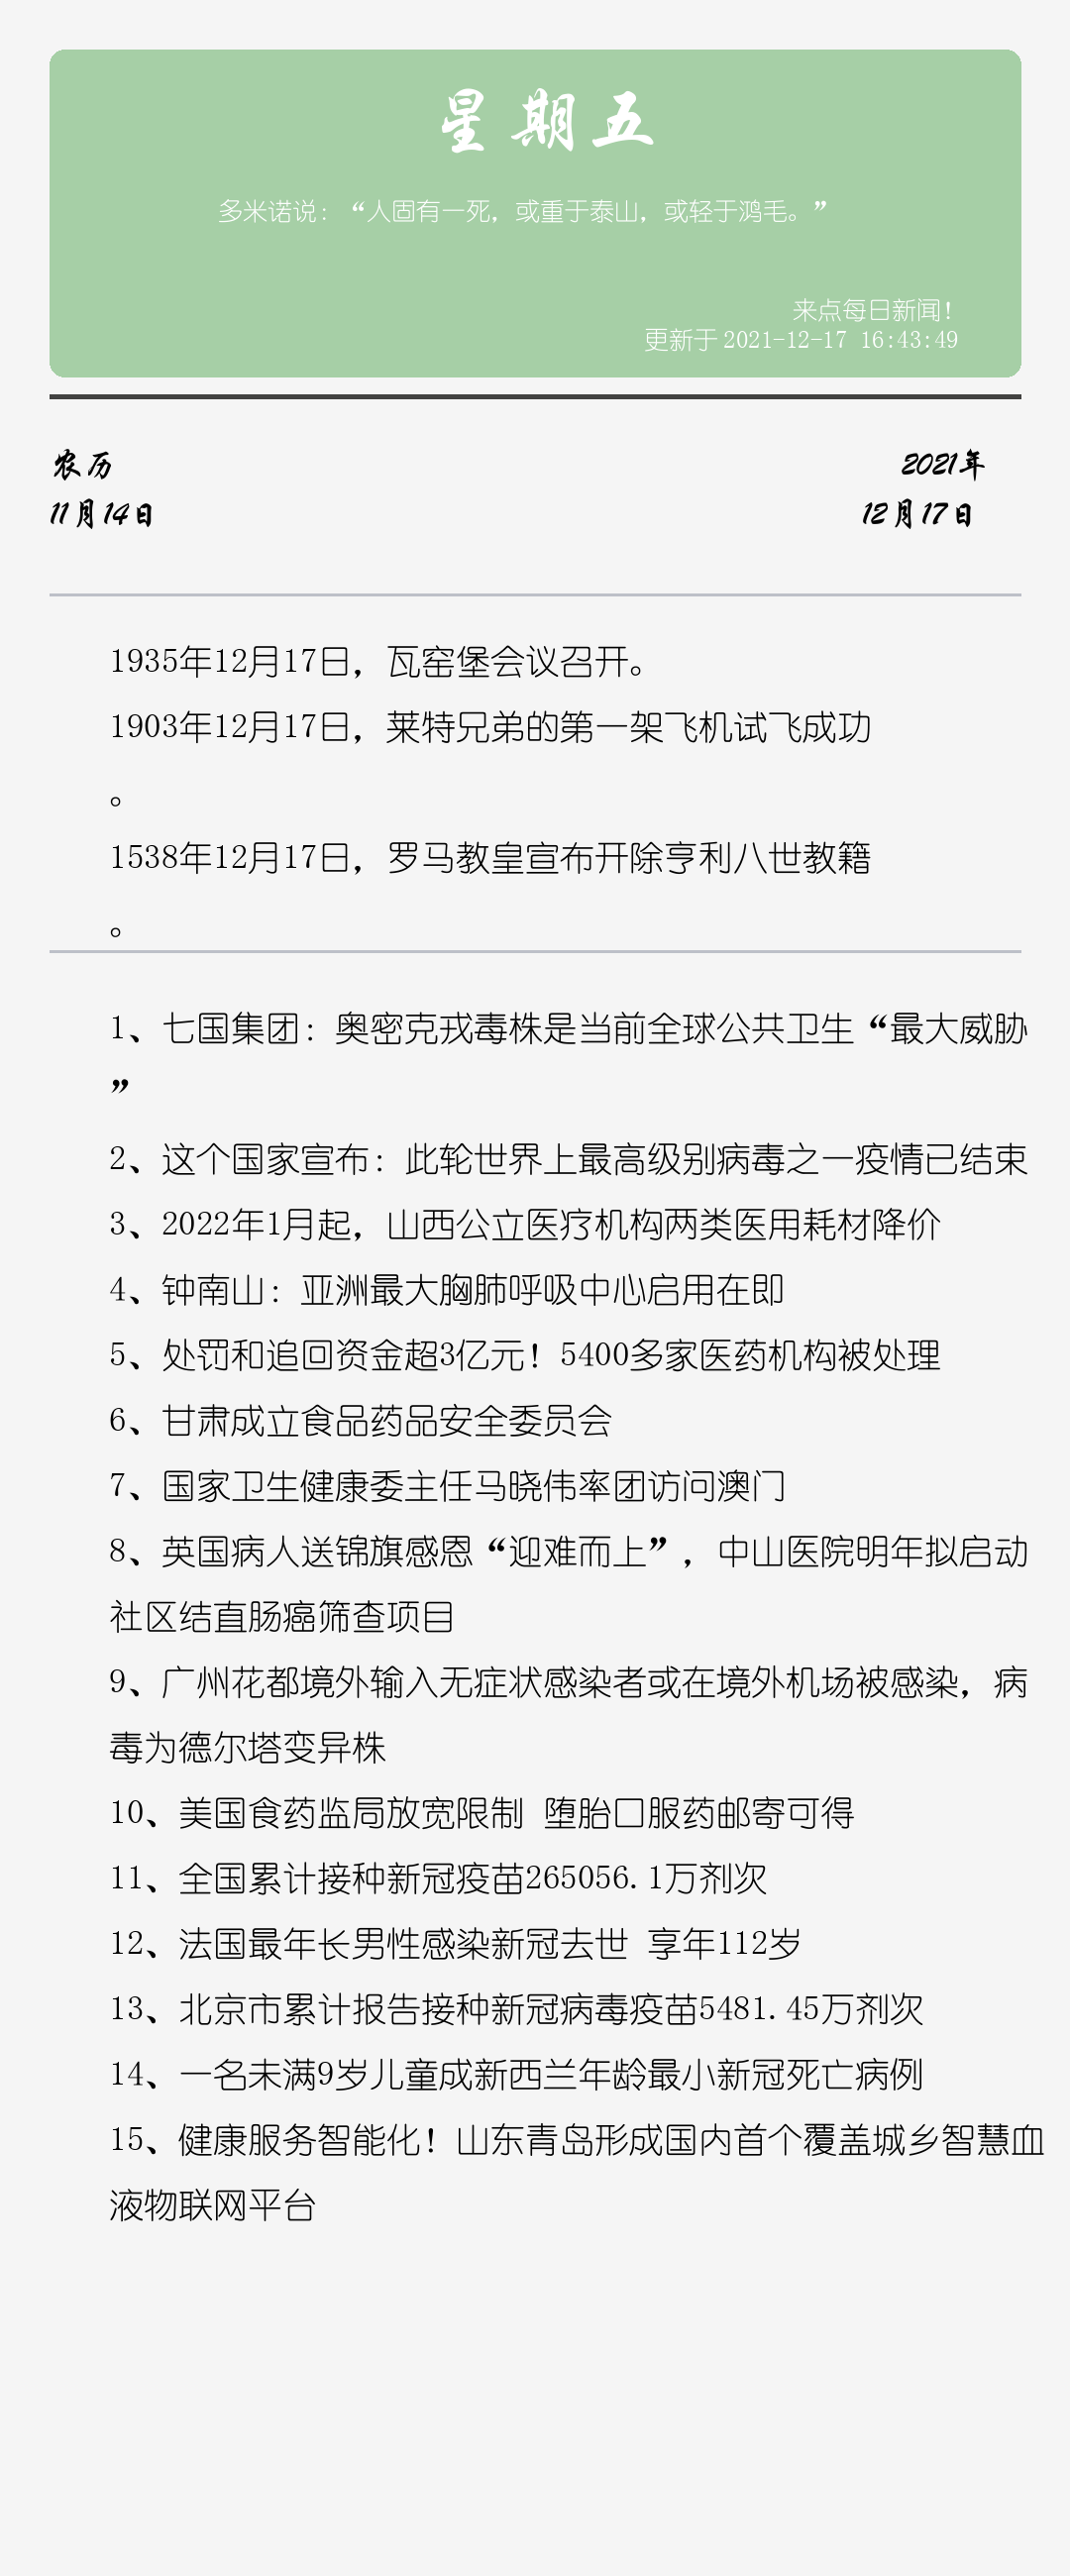 星期五
多米诺说：“人固有一死，或重于泰山，或轻于鸿毛。”
来点每日新闻！
更新于 2021-12-17 16:43:49
农历
11月14日
2021年
12月17日
1935年12月17日，瓦窑堡会议召开。
1903年12月17日，莱特兄弟的第一架飞机试飞成功
。
1538年12月17日，罗马教皇宣布开除亨利八世教籍
。
1、七国集团：奥密克戎毒株是当前全球公共卫生“最大威胁
”
2、这个国家宣布：此轮世界上最高级别病毒之一疫情已结束
3、2022年1月起，山西公立医疗机构两类医用耗材降价
4、钟南山：亚洲最大胸肺呼吸中心启用在即
5、处罚和追回资金超3亿元！5400多家医药机构被处理
6、甘肃成立食品药品安全委员会
7、国家卫生健康委主任马晓伟率团访问澳门
8、英国病人送锦旗感恩“迎难而上”，中山医院明年拟启动
社区结直肠癌筛查项目
9、广州花都境外输入无症状感染者或在境外机场被感染，病
毒为德尔塔变异株
10、美国食药监局放宽限制 堕胎口服药邮寄可得
11、全国累计接种新冠疫苗265056.1万剂次
12、法国最年长男性感染新冠去世 享年112岁
13、北京市累计报告接种新冠病毒疫苗5481.45万剂次
14、一名未满9岁儿童成新西兰年龄最小新冠死亡病例
15、健康服务智能化！山东青岛形成国内首个覆盖城乡智慧血
液物联网平台